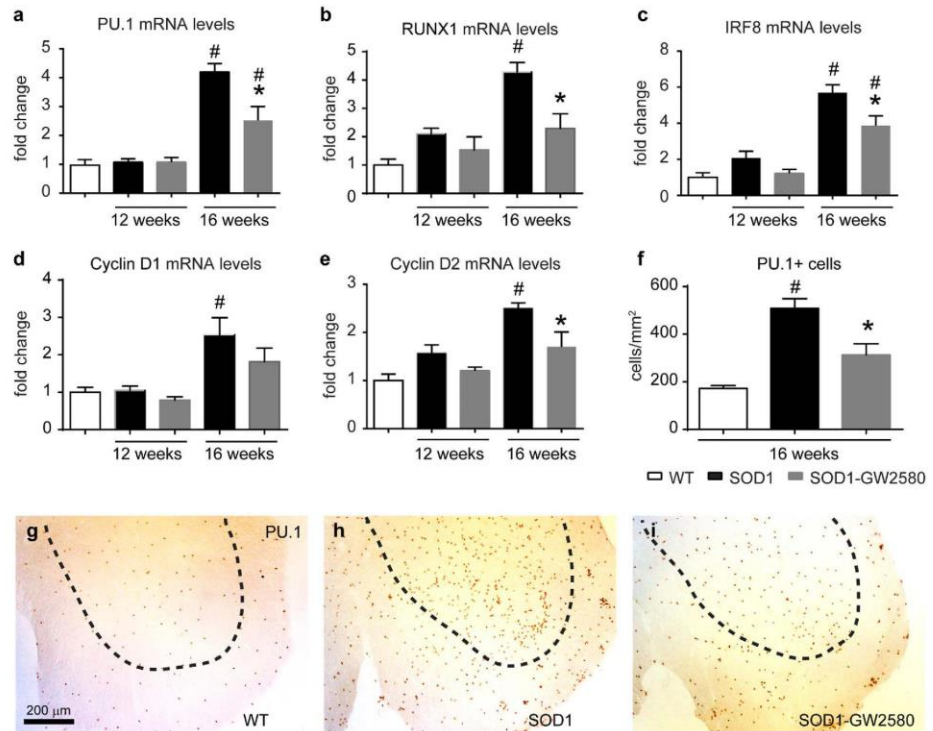 a
PU.1 mRNA levels
fold change
5
4
3
2
1
0
#
#
*
12 weeks
16 weeks
b
RUNX1 mRNA levels
fold change
5
4
3
2
1
0
#
*
12 weeks
16 weeks
c
IRF8 mRNA levels
fold change
8
6
4
2
0
#
#
*
12 weeks
16 weeks
d
Cyclin D1 mRNA levels
fold change
4
3
2
1
0
#
12 weeks
16 weeks
e
Cyclin D2 mRNA levels
fold change
3
2
1
0
#
*
12 weeks
16 weeks
f
PU.1+ cells
cells/mm²
600
400
200
0
#
*
16 weeks
WT SOD1 SOD1-GW2580
g
PU.1
200 µm
WT
h
SOD1
i
SOD1-GW2580